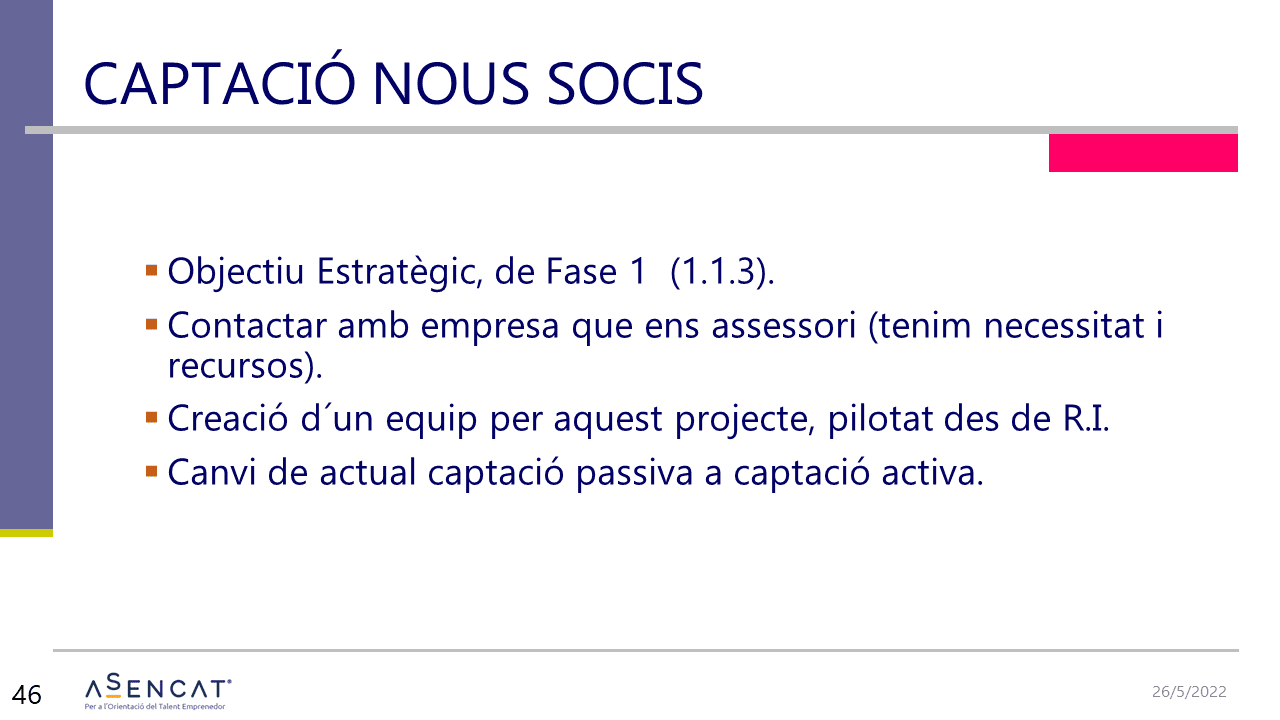 CAPTACIÓ NOUS SOCIS
▪ Objectiu Estratègic, de Fase 1  (1.1.3).
▪ Contactar amb empresa que ens assessori (tenim necessitat i
recursos).
▪ Creació d´un equip per aquest projecte, pilotat des de R.I.
▪ Canvi de actual captació passiva a captació activa.
46
ASENCAT®
Per a l'Orientació del Talent Emprenedor
26/5/2022